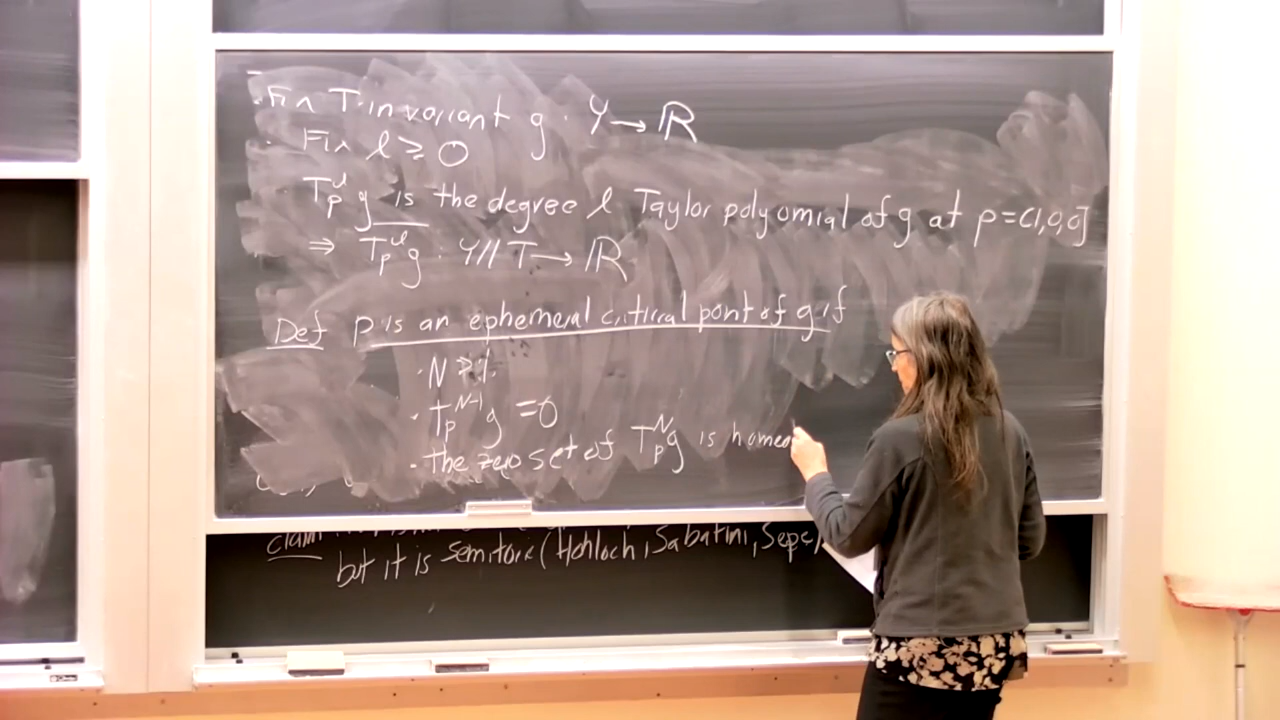 · Fix T-invariant g : Y → ℝ
· Fix l ≥ 0
T_p^l g is the degree l Taylor polyomial of g at p = [1,0,0]
⇒ T_p^l g : Y//T → ℝ
Def p is an ephemeral critical point of g if
· N > 1
· T_p^{N-1} g = 0
· the zero set of T_p^N g is homeo
claim
but it is semitoric (Hohloch, Sabatini, Sepe)